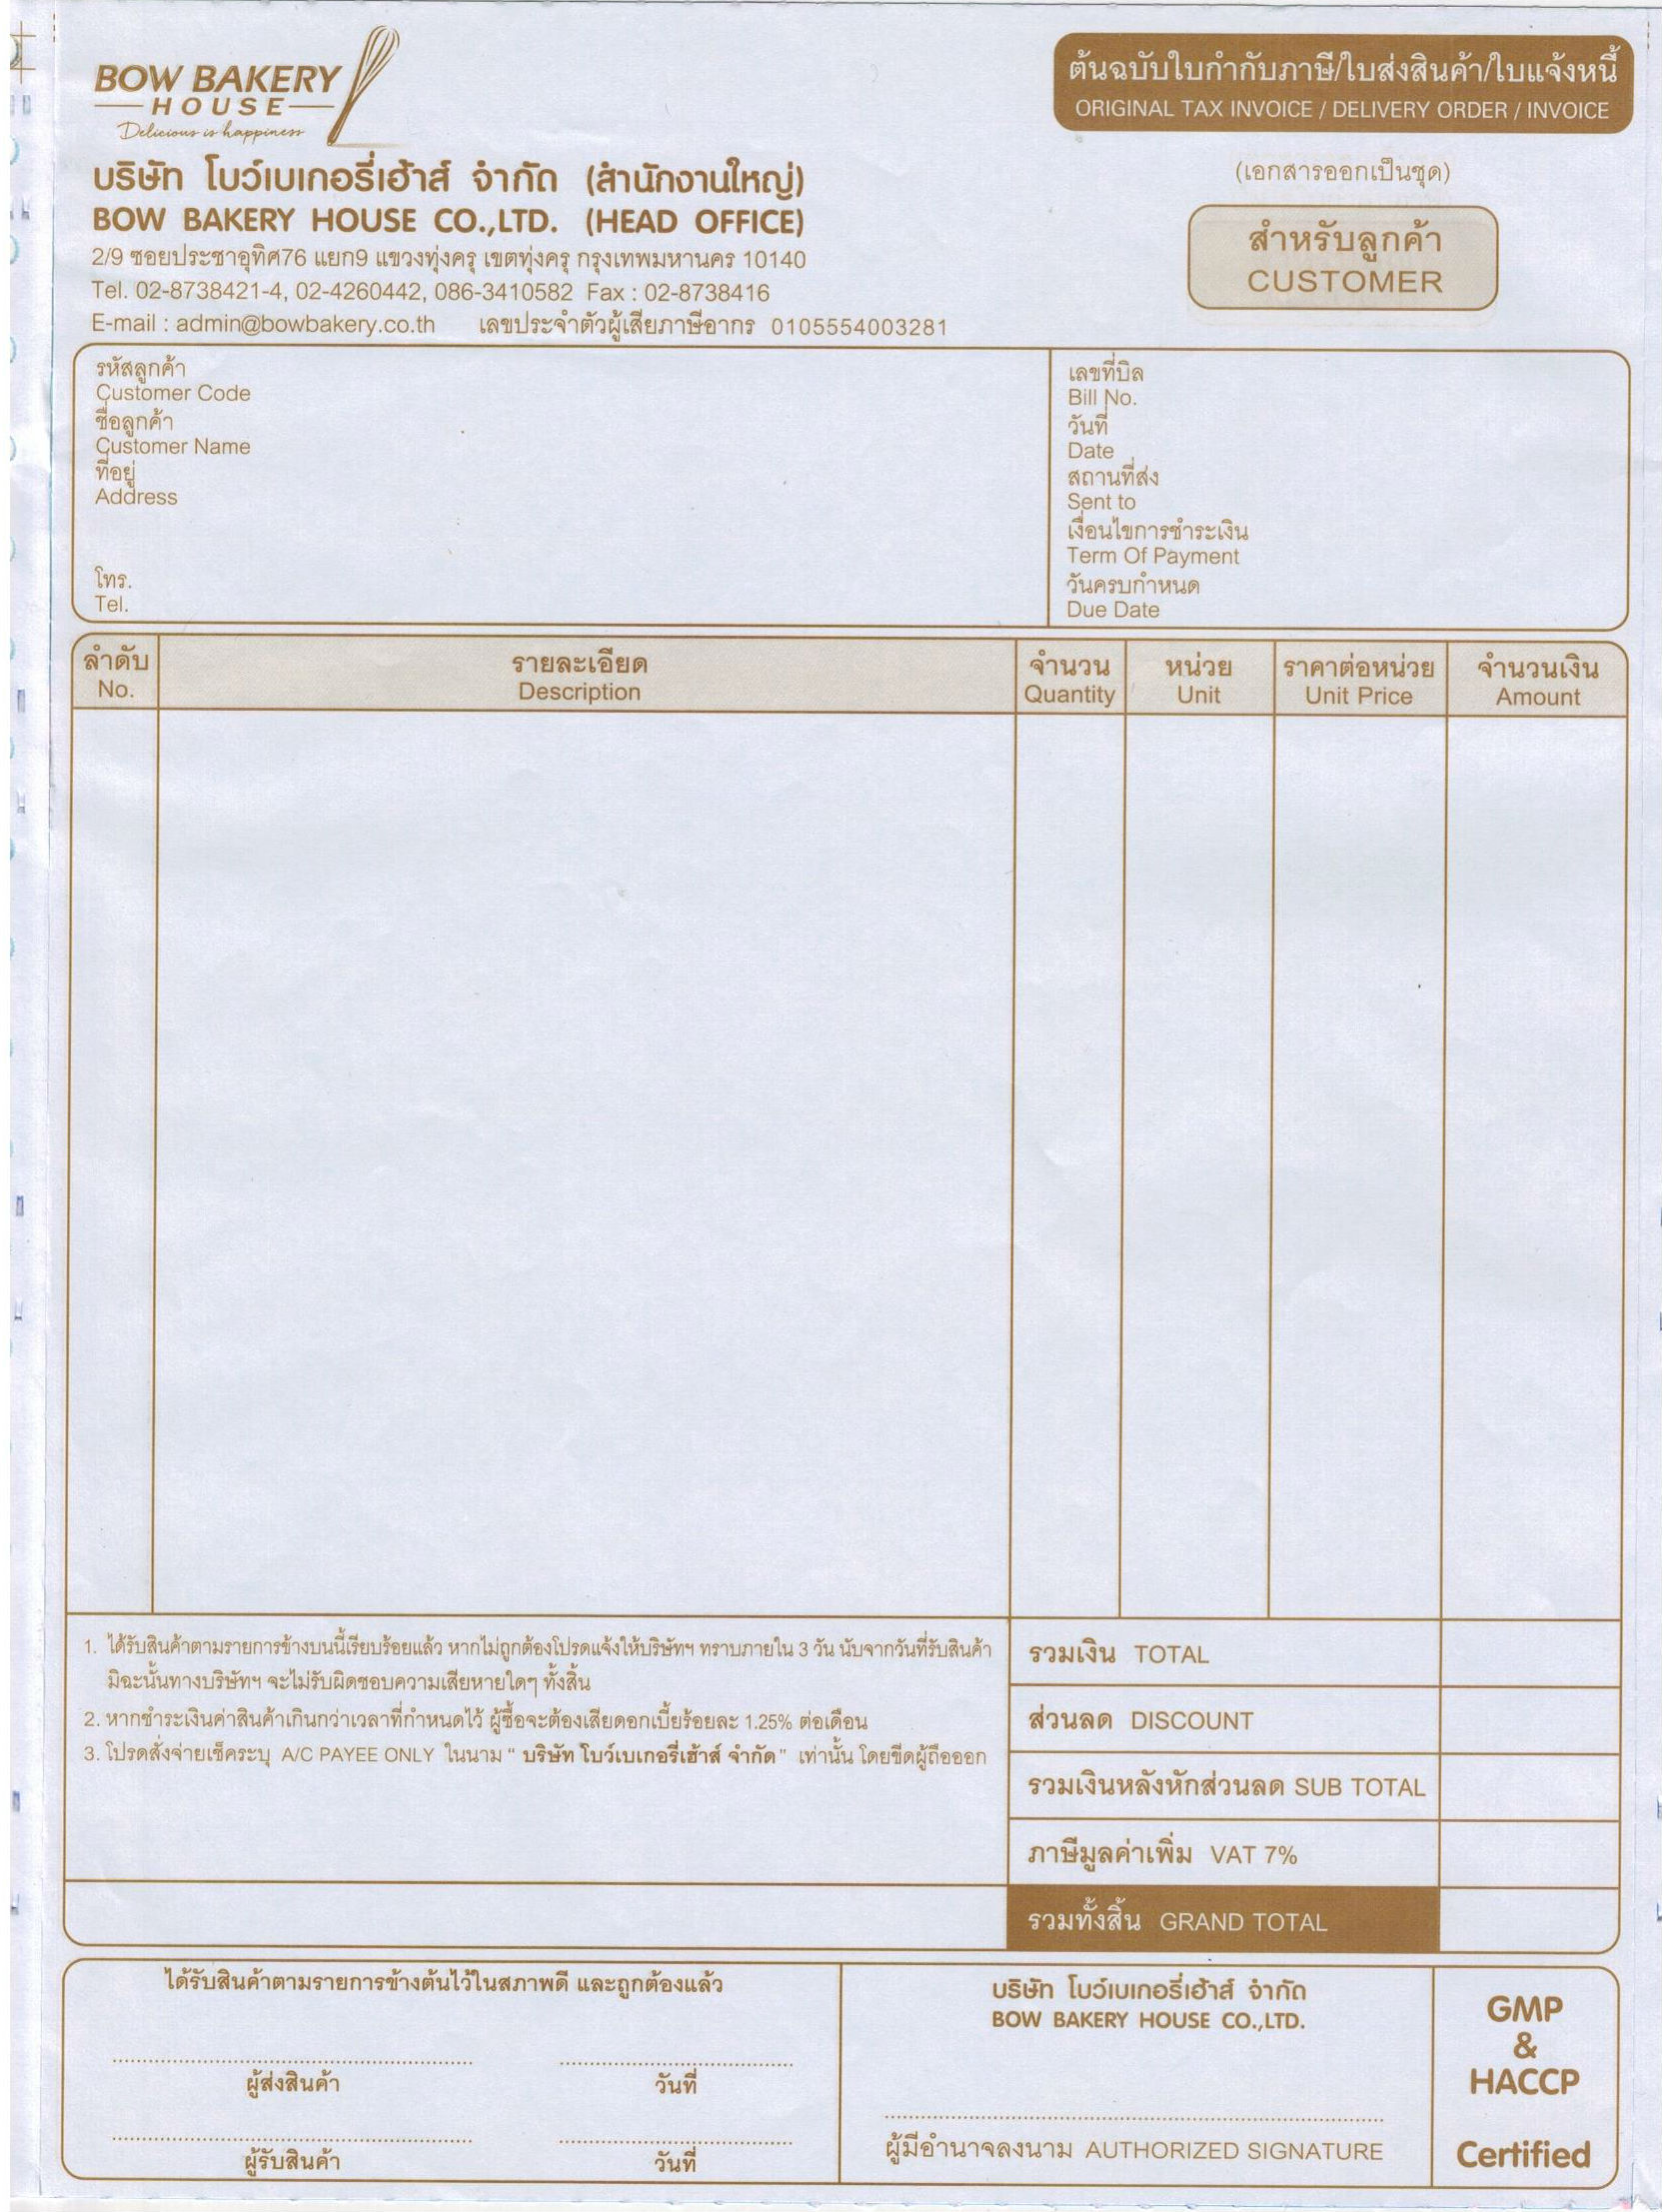 BOW BAKERY
HOUSE
Delicious is happiness
ต้นฉบับใบกำกับภาษี/ใบส่งสินค้า/ใบแจ้งหนี้
ORIGINAL TAX INVOICE / DELIVERY ORDER / INVOICE
(เอกสารออกเป็นชุด)
สำหรับลูกค้า
CUSTOMER
บริษัท โบว์เบเกอรี่เฮ้าส์ จำกัด (สำนักงานใหญ่)
BOW BAKERY HOUSE CO.,LTD. (HEAD OFFICE)
2/9 ซอยประชาอุทิศ76 แยก9 แขวงทุ่งครุ เขตทุ่งครุ กรุงเทพมหานคร 10140
Tel. 02-8738421-4, 02-4260442, 086-3410582 Fax : 02-8738416
E-mail : admin@bowbakery.co.th เลขประจำตัวผู้เสียภาษีอากร 0105554003281
รหัสลูกค้า
Customer Code
ชื่อลูกค้า
Customer Name
ที่อยู่
Address
โทร.
Tel.
เลขที่บิล
Bill No.
วันที่
Date
สถานที่ส่ง
Sent to
เงื่อนไขการชำระเงิน
Term Of Payment
วันครบกำหนด
Due Date
ลำดับ รายละเอียด จำนวน หน่วย ราคาต่อหน่วย จำนวนเงิน
No. Description Quantity Unit Unit Price Amount
1. ได้รับสินค้าตามรายการข้างบนนี้เรียบร้อยแล้ว หากไม่ถูกต้องโปรดแจ้งให้บริษัทฯ ทราบภายใน 3 วัน นับจากวันที่รับสินค้า
มิฉะนั้นทางบริษัทฯ จะไม่รับผิดชอบความเสียหายใดๆ ทั้งสิ้น
2. หากชำระเงินค่าสินค้าเกินกว่าเวลาที่กำหนดไว้ ผู้ซื้อจะต้องเสียดอกเบี้ยร้อยละ 1.25% ต่อเดือน
3. โปรดสั่งจ่ายเช็คระบุ A/C PAYEE ONLY ในนาม " บริษัท โบว์เบเกอรี่เฮ้าส์ จำกัด " เท่านั้น โดยขีดผู้ถือออก
รวมเงิน TOTAL
ส่วนลด DISCOUNT
รวมเงินหลังหักส่วนลด SUB TOTAL
ภาษีมูลค่าเพิ่ม VAT 7%
รวมทั้งสิ้น GRAND TOTAL
ได้รับสินค้าตามรายการข้างต้นไว้ในสภาพดี และถูกต้องแล้ว
ผู้ส่งสินค้า วันที่
ผู้รับสินค้า วันที่
บริษัท โบว์เบเกอรี่เฮ้าส์ จำกัด
BOW BAKERY HOUSE CO.,LTD.
ผู้มีอำนาจลงนาม AUTHORIZED SIGNATURE
GMP
&
HACCP
Certified